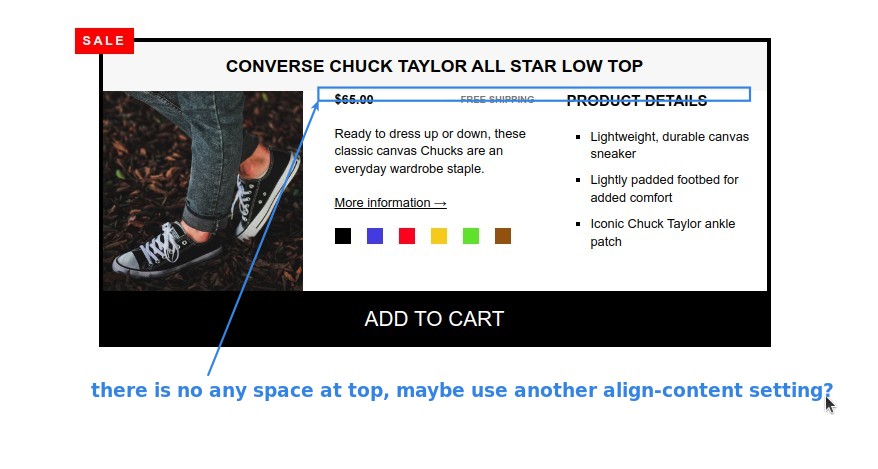 SALE
CONVERSE CHUCK TAYLOR ALL STAR LOW TOP
$65.00
FREE SHIPPING
Ready to dress up or down, these
classic canvas Chucks are an
everyday wardrobe staple.
More information →
PRODUCT DETAILS
▪ Lightweight, durable canvas
sneaker
▪ Lightly padded footbed for
added comfort
▪ Iconic Chuck Taylor ankle
patch
ADD TO CART
there is no any space at top, maybe use another align-content setting?